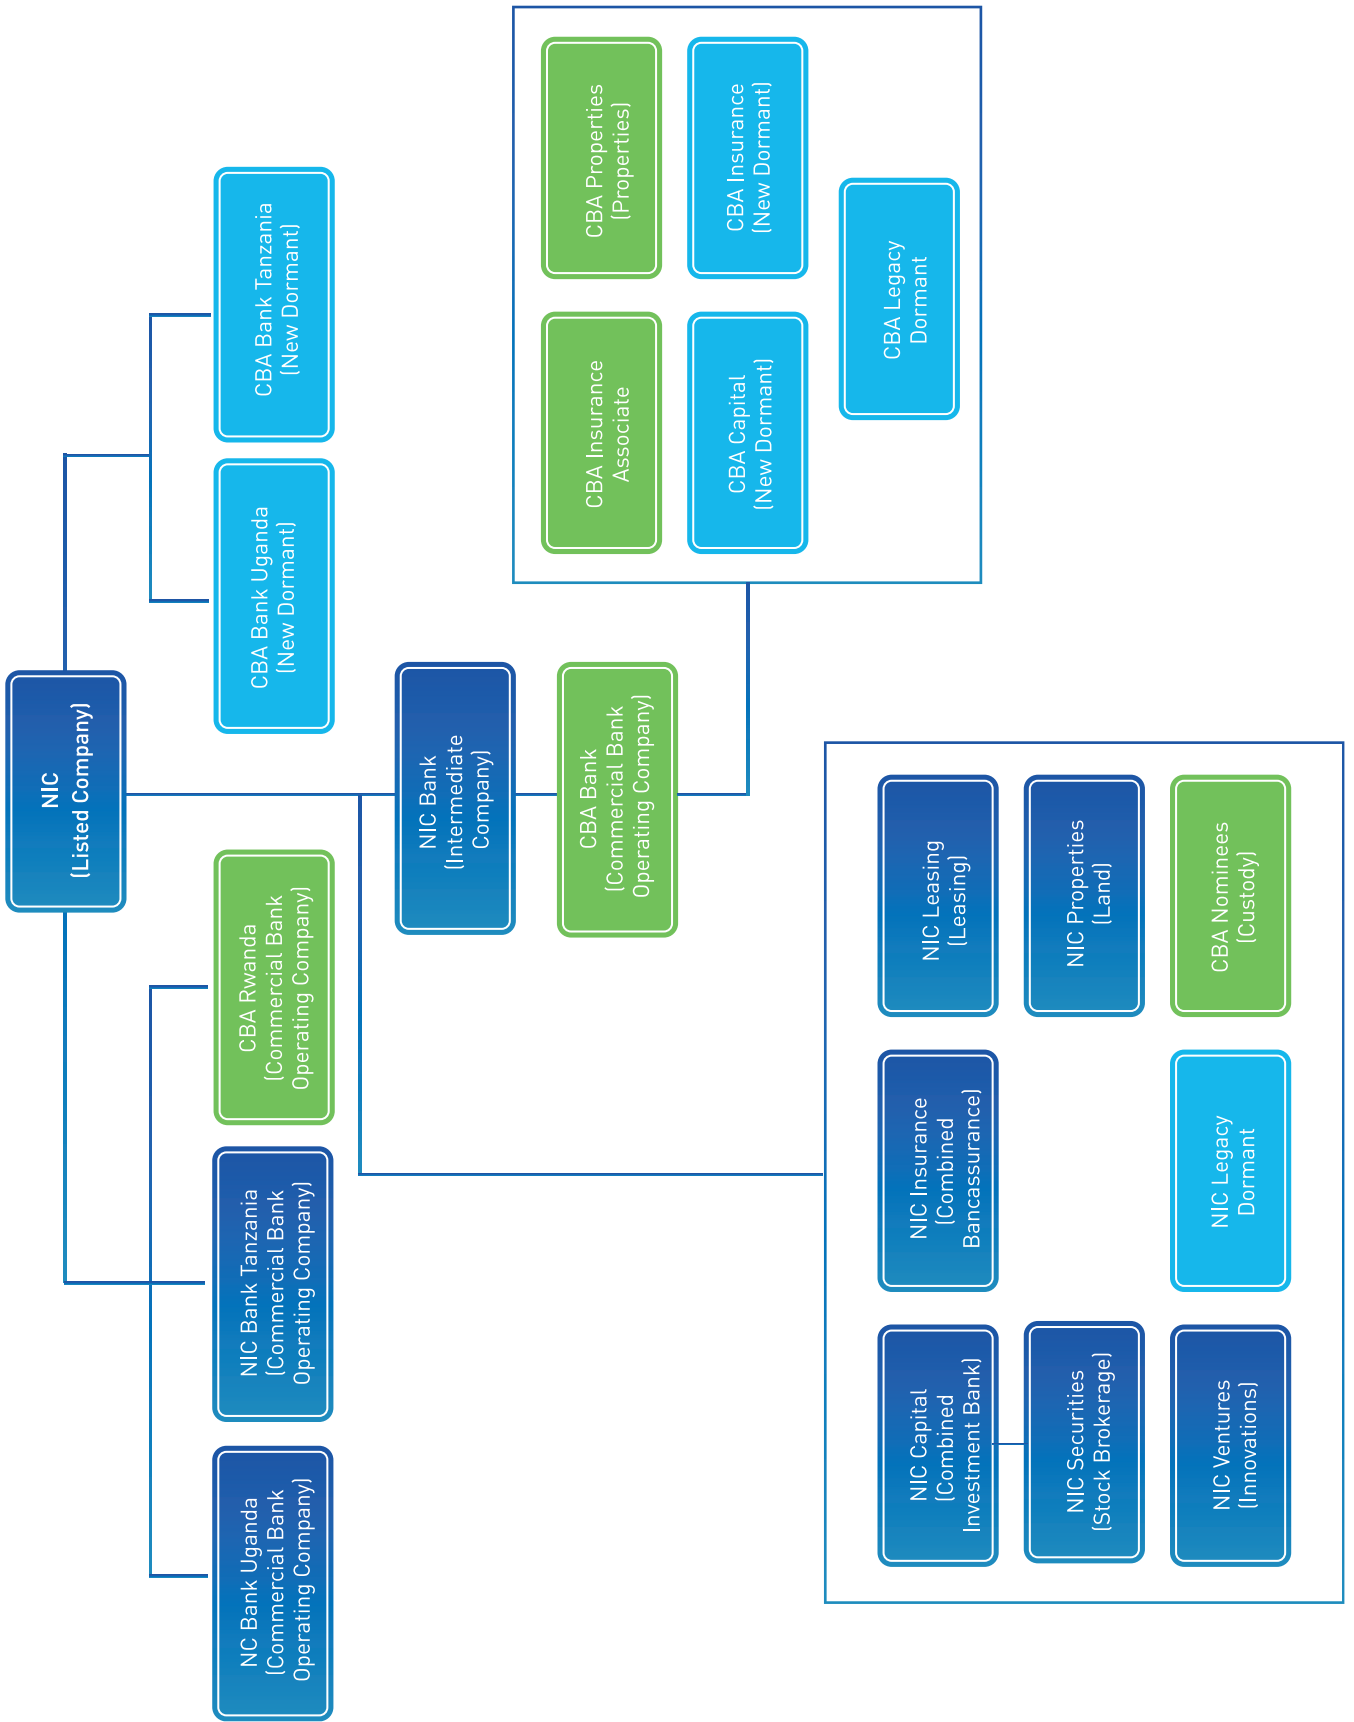 NIC
(Listed Company)
NC Bank Uganda
(Commercial Bank
Operating Company)
NIC Bank Tanzania
(Commercial Bank
Operating Company)
CBA Rwanda
(Commercial Bank
Operating Company)
CBA Bank Uganda
(New Dormant)
CBA Bank Tanzania
(New Dormant)
NIC Bank
(Intermediate
Company)
CBA Bank
(Commercial Bank
Operating Company)
CBA Insurance
Associate
CBA Properties
(Properties)
CBA Capital
(New Dormant)
CBA Insurance
(New Dormant)
CBA Legacy
Dormant
NIC Capital
(Combined
Investment Bank)
NIC Insurance
(Combined
Bancassurance)
NIC Leasing
(Leasing)
NIC Securities
(Stock Brokerage)
NIC Properties
(Land)
NIC Ventures
(Innovations)
NIC Legacy
Dormant
CBA Nominees
(Custody)